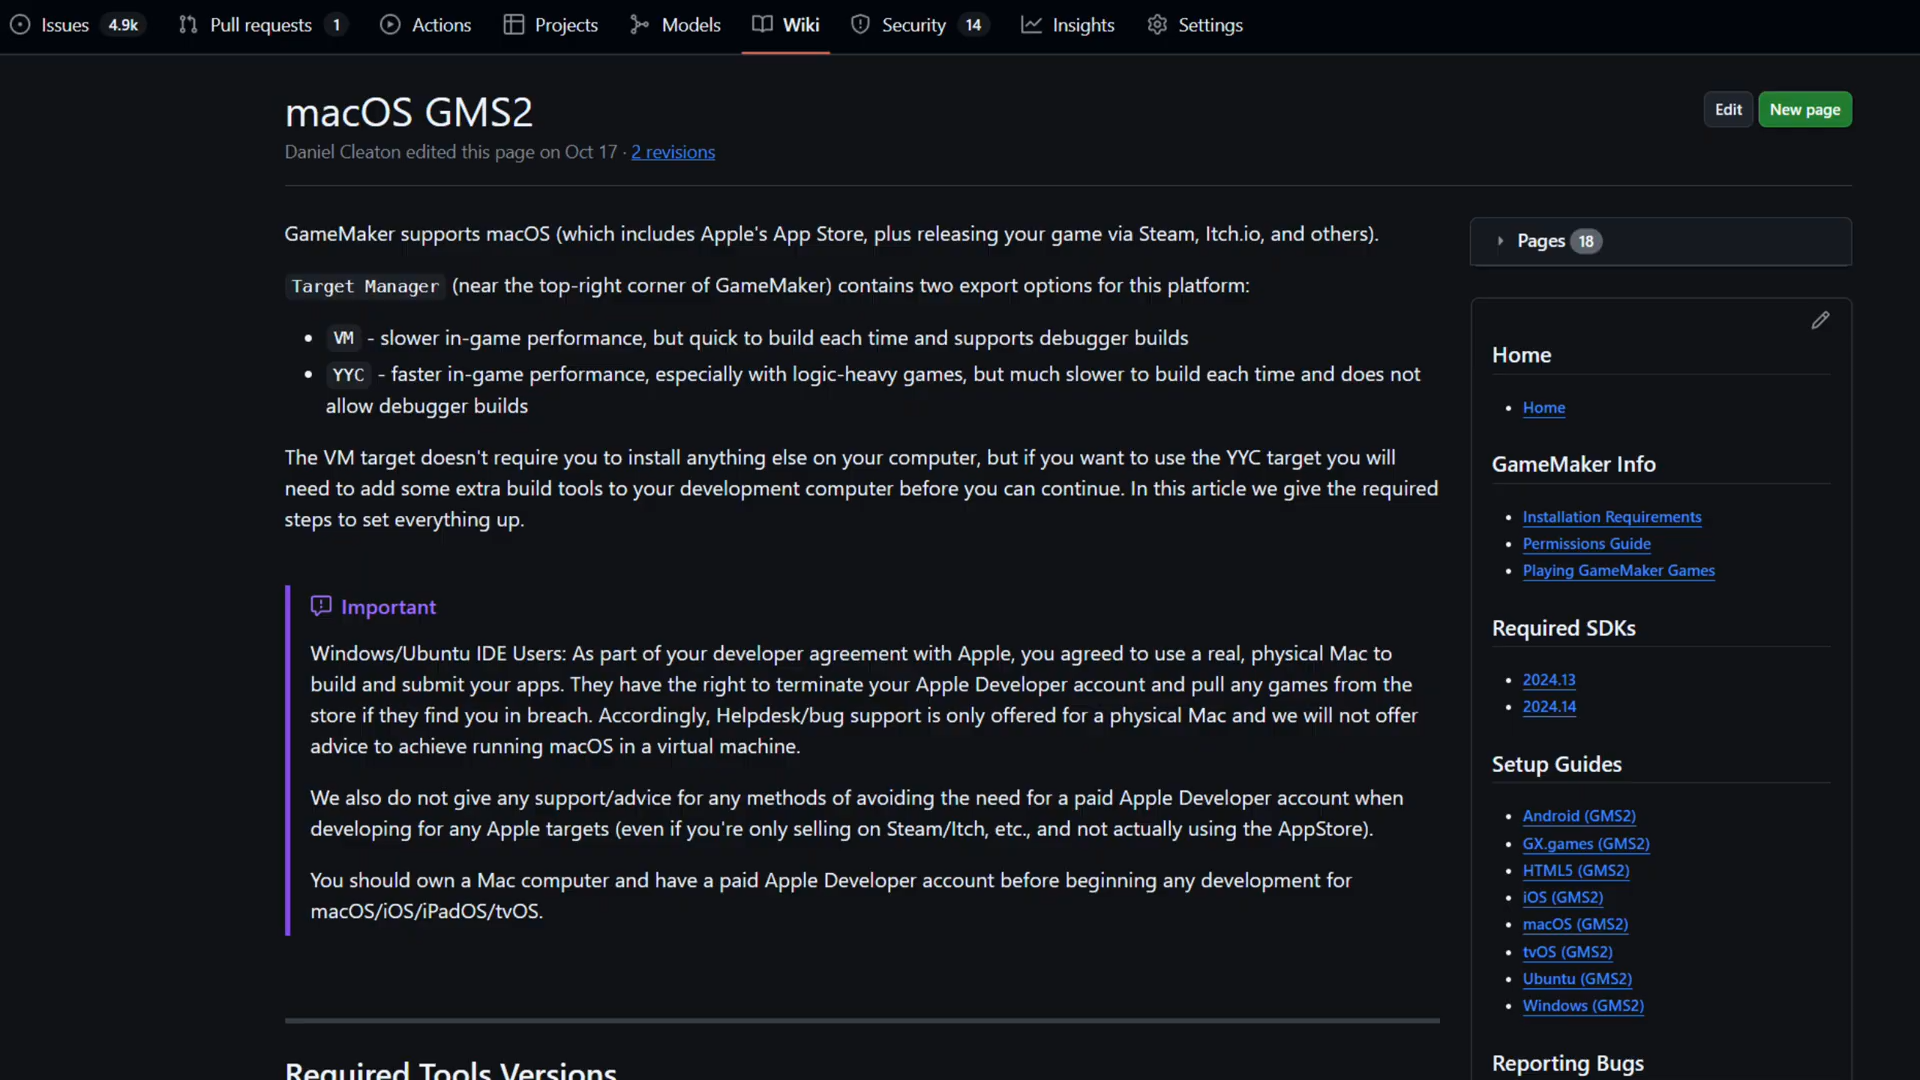 Issues 4.9k Pull requests 1 Actions Projects Models Wiki Security 14 Insights Settings
macOS GMS2
Edit New page
Daniel Cleaton edited this page on Oct 17 · 2 revisions
GameMaker supports macOS (which includes Apple's App Store, plus releasing your game via Steam, Itch.io, and others).
Target Manager (near the top-right corner of GameMaker) contains two export options for this platform:
• VM - slower in-game performance, but quick to build each time and supports debugger builds
• YYC - faster in-game performance, especially with logic-heavy games, but much slower to build each time and does not
allow debugger builds
The VM target doesn't require you to install anything else on your computer, but if you want to use the YYC target you will
need to add some extra build tools to your development computer before you can continue. In this article we give the required
steps to set everything up.
Important
Windows/Ubuntu IDE Users: As part of your developer agreement with Apple, you agreed to use a real, physical Mac to
build and submit your apps. They have the right to terminate your Apple Developer account and pull any games from the
store if they find you in breach. Accordingly, Helpdesk/bug support is only offered for a physical Mac and we will not offer
advice to achieve running macOS in a virtual machine.
We also do not give any support/advice for any methods of avoiding the need for a paid Apple Developer account when
developing for any Apple targets (even if you're only selling on Steam/Itch, etc., and not actually using the AppStore).
You should own a Mac computer and have a paid Apple Developer account before beginning any development for
macOS/iOS/iPadOS/tvOS.
Required Tools Versions
Pages 18
Home
• Home
GameMaker Info
• Installation Requirements
• Permissions Guide
• Playing GameMaker Games
Required SDKs
• 2024.13
• 2024.14
Setup Guides
• Android (GMS2)
• GX.games (GMS2)
• HTML5 (GMS2)
• iOS (GMS2)
• macOS (GMS2)
• tvOS (GMS2)
• Ubuntu (GMS2)
• Windows (GMS2)
Reporting Bugs